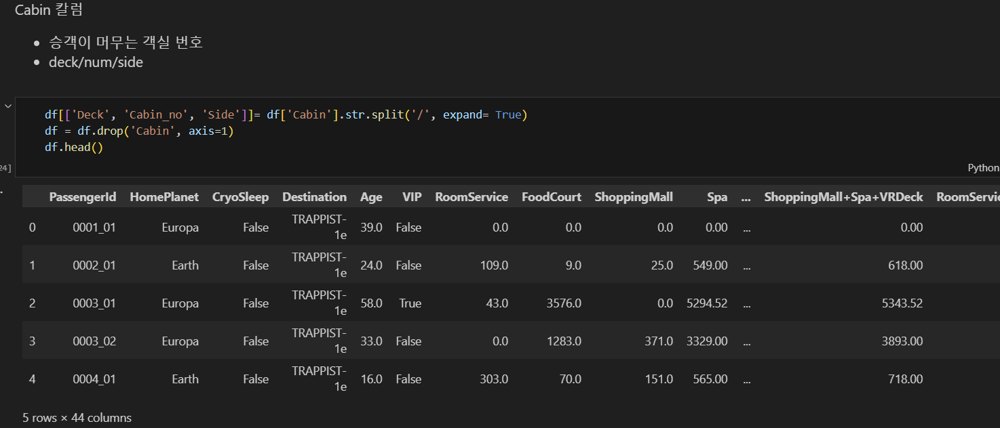 Cabin 칼럼
• 승객이 머무는 객실 번호
• deck/num/side
df[['Deck', 'Cabin_no', 'Side']]= df['Cabin'].str.split('/', expand= True)
df = df.drop('Cabin', axis=1)
df.head()
24]
Python
PassengerId HomePlanet CryoSleep Destination Age VIP RoomService FoodCourt ShoppingMall Spa ... ShoppingMall+Spa+VRDeck RoomServic
0 0001_01 Europa False TRAPPIST-1e 39.0 False 0.0 0.0 0.0 0.00 ... 0.00
1 0002_01 Earth False TRAPPIST-1e 24.0 False 109.0 9.0 25.0 549.00 ... 618.00
2 0003_01 Europa False TRAPPIST-1e 58.0 True 43.0 3576.0 0.0 5294.52 ... 5343.52
3 0003_02 Europa False TRAPPIST-1e 33.0 False 0.0 1283.0 371.0 3329.00 ... 3893.00
4 0004_01 Earth False TRAPPIST-1e 16.0 False 303.0 70.0 151.0 565.00 ... 718.00
5 rows × 44 columns